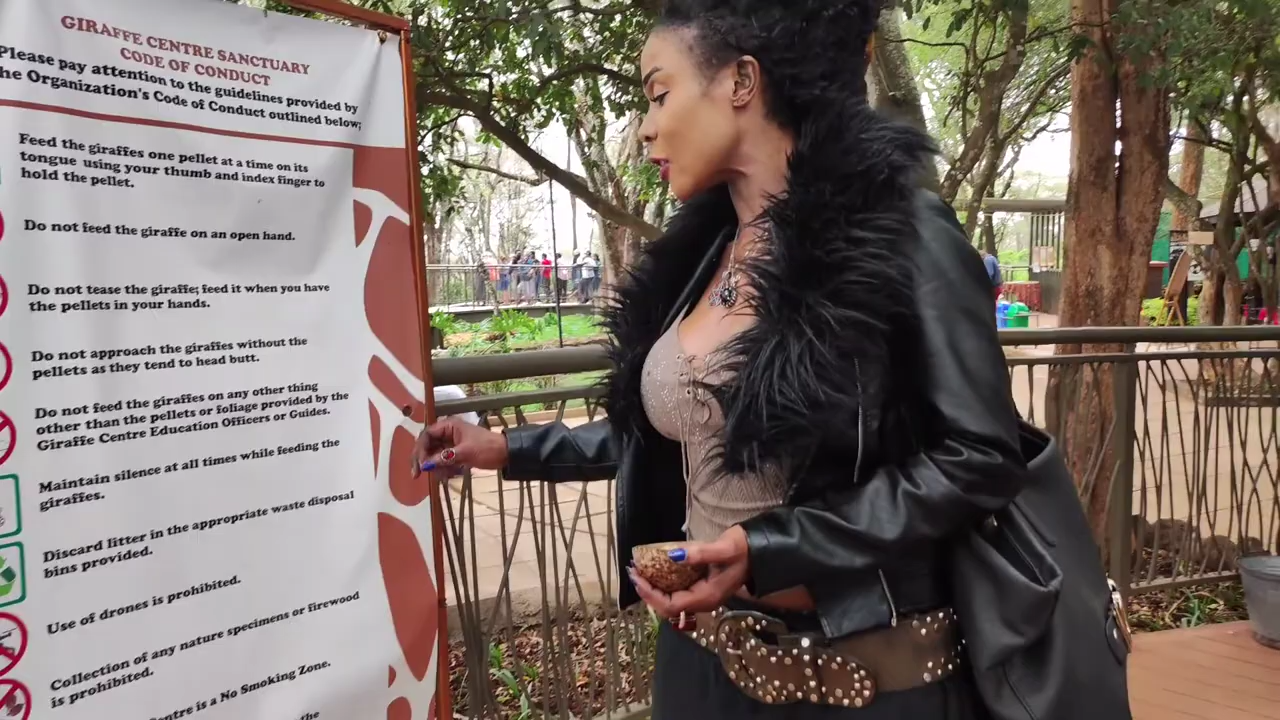 GIRAFFE CENTRE SANCTUARY
CODE OF CONDUCT
Please pay attention to the guidelines provided by
the Organization's Code of Conduct outlined below;
Feed the giraffes one pellet at a time on its
tongue using your thumb and index finger to
hold the pellet.
Do not feed the giraffe on an open hand.
Do not tease the giraffe; feed it when you have
the pellets in your hands.
Do not approach the giraffe without the
pellets as they tend to head butt.
Do not feed the giraffes on any other thing
other than the pellets or foliage provided by the
Giraffe Centre Education Officers or Guides.
Maintain silence at all times while feeding the
giraffes.
Discard litter in the appropriate waste disposal
bins provided.
Use of drones is prohibited.
Collection of any nature specimens or firewood
is prohibited.
Centre is a No Smoking Zone.
the